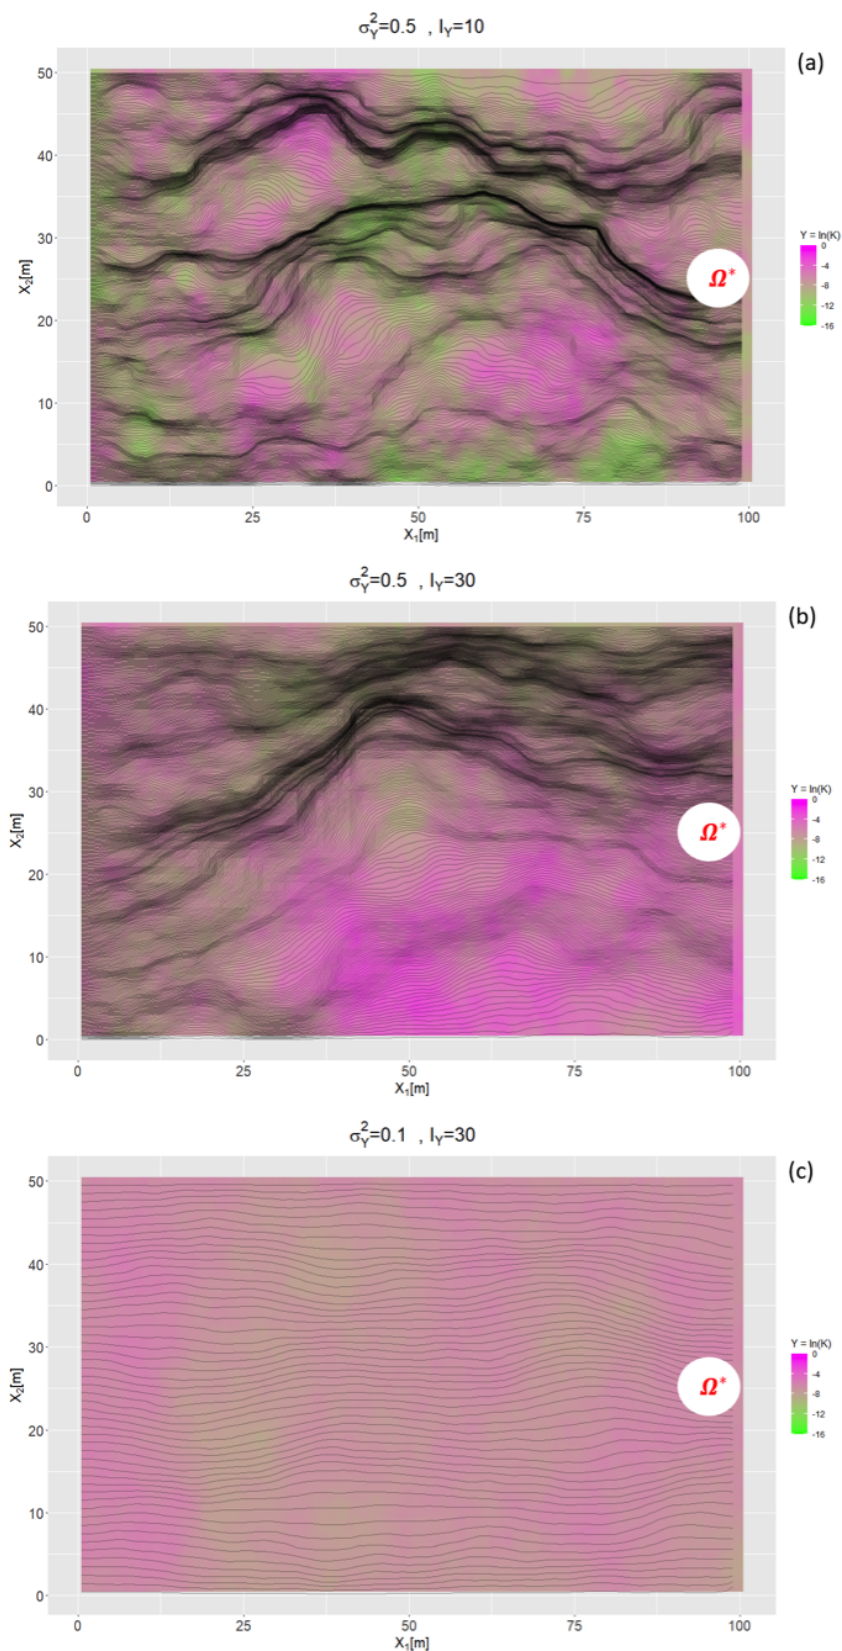 σ²Y=0.5 , IY=10
(a)
50
40
30
20
10
0
X2[m]
0 25 50 75 100
X1[m]
Y = ln(K)
0
-4
-8
-12
-16
Ω*
σ²Y=0.5 , IY=30
(b)
50
40
30
20
10
0
X2[m]
0 25 50 75 100
X1[m]
Y = ln(K)
0
-4
-8
-12
-16
Ω*
σ²Y=0.1 , IY=30
(c)
50
40
30
20
10
0
X2[m]
0 25 50 75 100
X1[m]
Y = ln(K)
0
-4
-8
-12
-16
Ω*